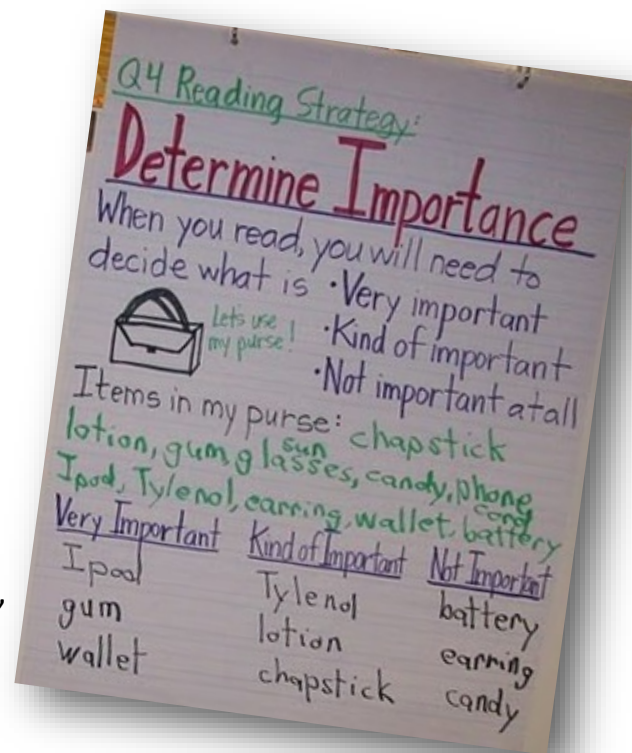 Q4 Reading Strategy:
Determine Importance
When you read, you will need to
decide what is • Very important
• Kind of important
• Not important at all
Let's use
my purse!
Items in my purse: chapstick
lotion, gum, sun glasses, candy, phone
Ipod, Tylenol, earring, wallet, battery
Very Important Kind of Important Not Important
Ipod Tylenol battery
gum lotion earring
wallet chapstick candy